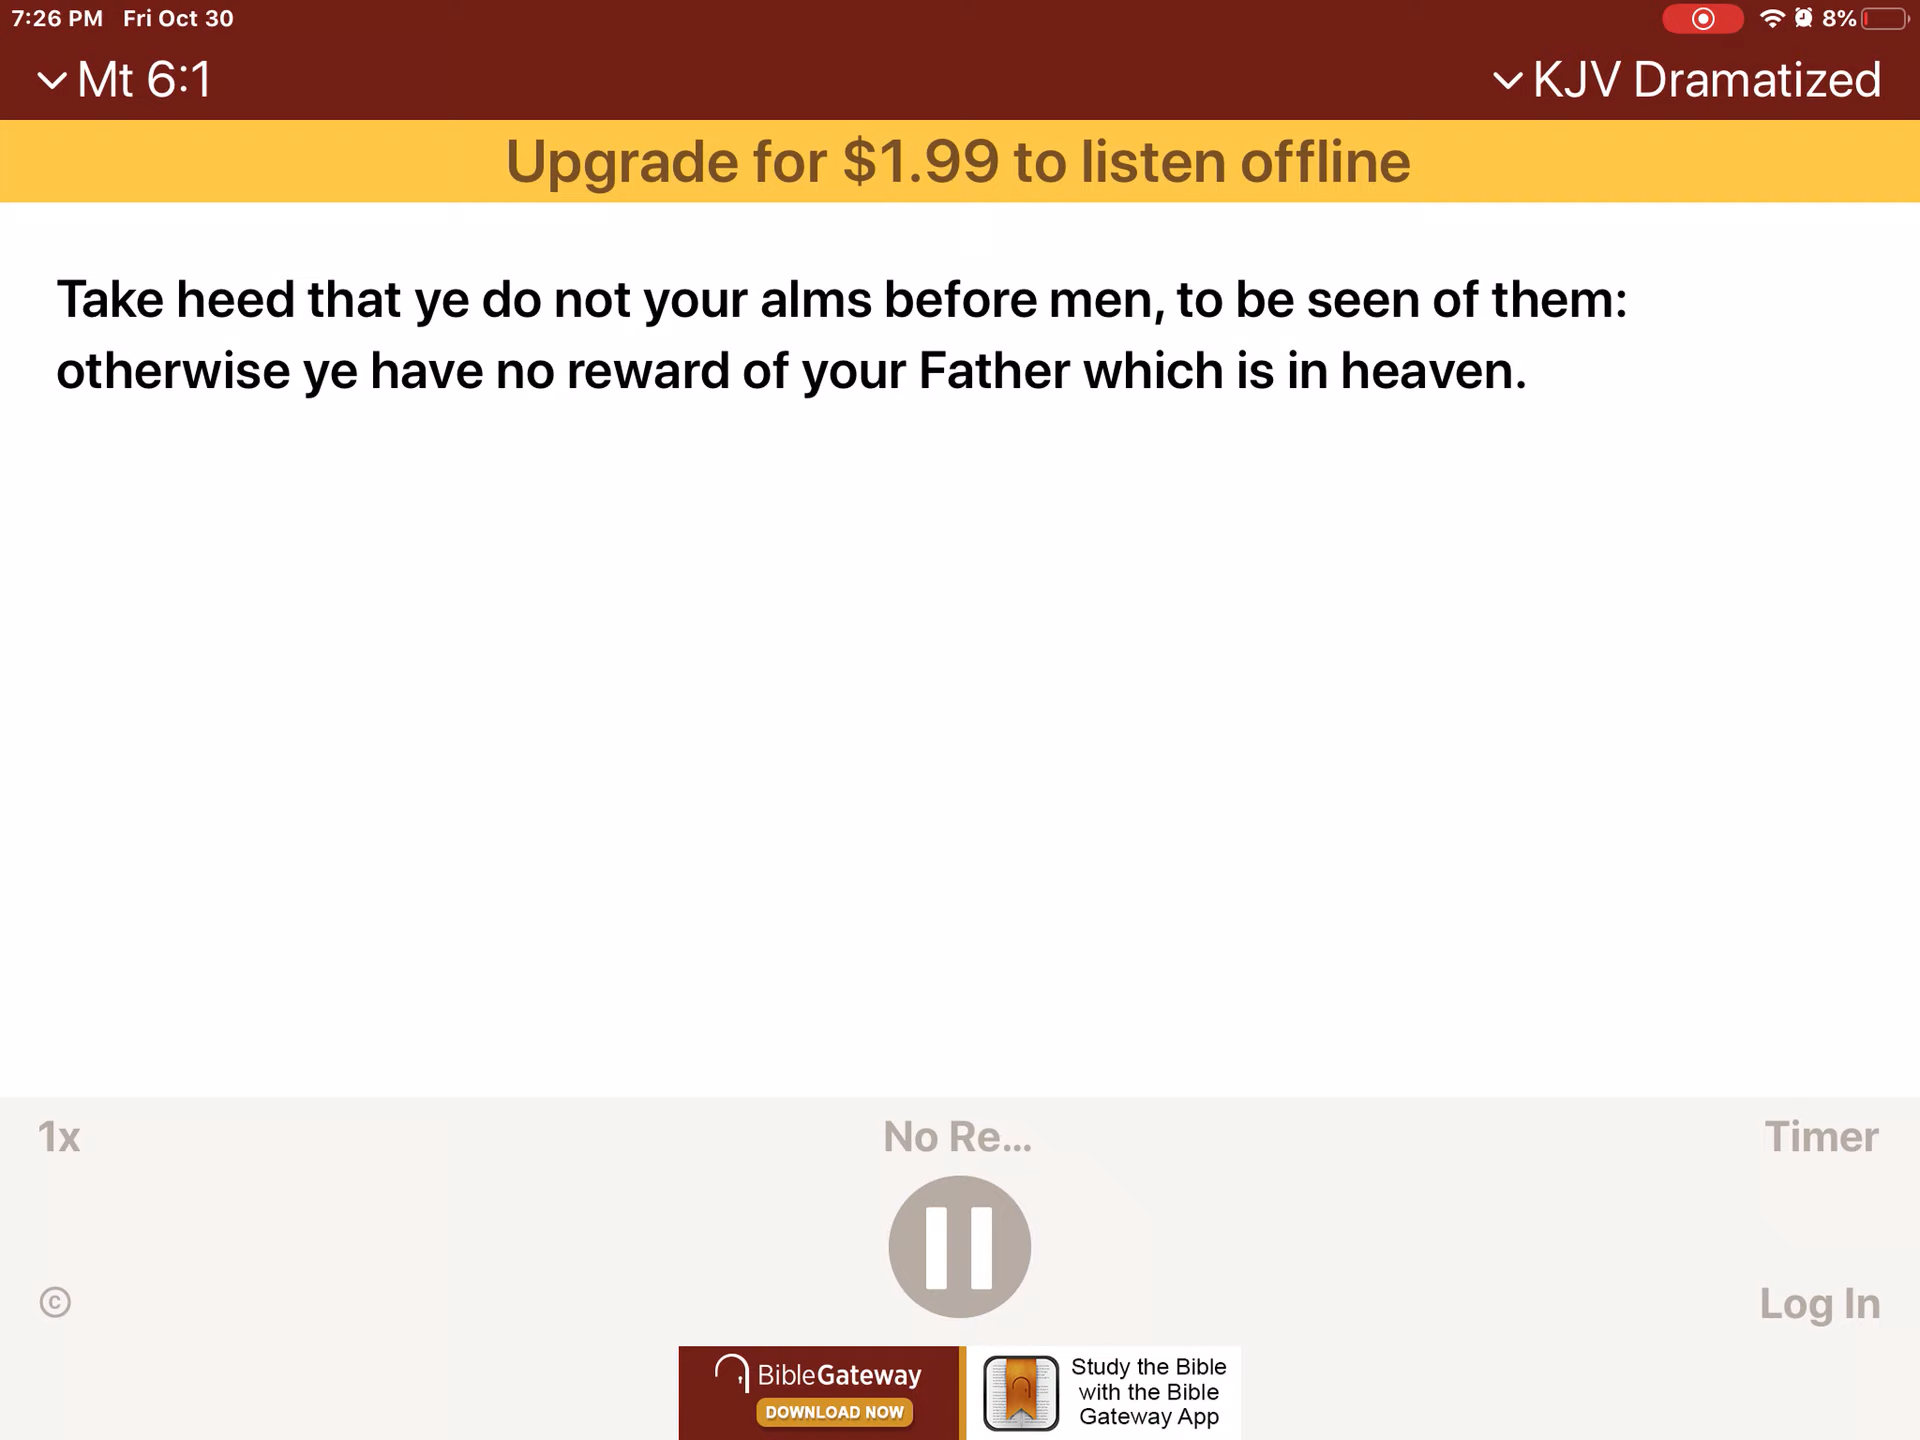 7:26 PM Fri Oct 30
8%
Mt 6:1
KJV Dramatized
Upgrade for $1.99 to listen offline
Take heed that ye do not your alms before men, to be seen of them:
otherwise ye have no reward of your Father which is in heaven.
1x
No Re...
Timer
©
Log In
BibleGateway
DOWNLOAD NOW
Study the Bible
with the Bible
Gateway App